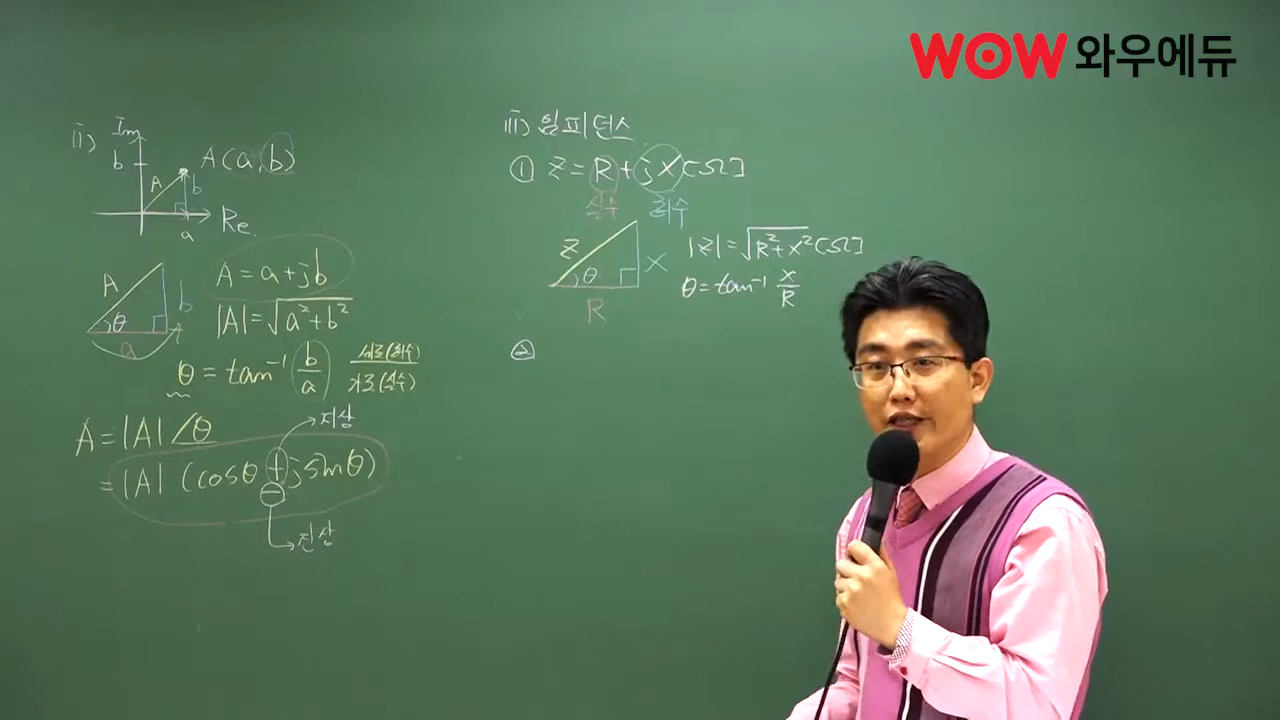 WOW 와우에듀
ii) Im
b
A(a, b)
A
b
a
Re.
A
θ
b
a
A = a + jb
|A| = √a²+b²
θ = tan⁻¹ (b/a) 세로(허수)/가로(실수)
지상
A = |A|∠θ
= |A| (cosθ + jsinθ)
−
진상
iii) 임피던스
① Z = R + jX [Ω]
실수 허수
Z
θ
X
R
|Z| = √R²+X² [Ω]
θ = tan⁻¹ X/R
②